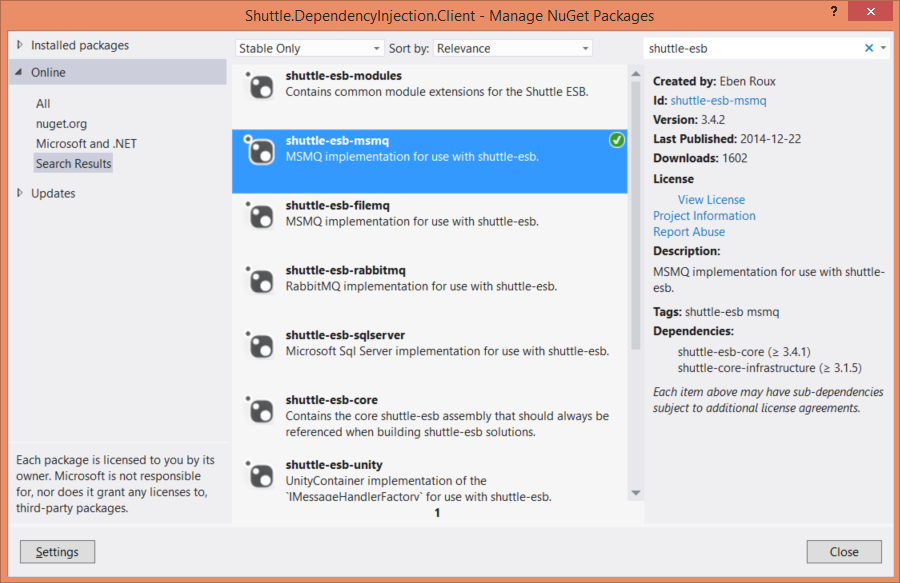 Shuttle.DependencyInjection.Client - Manage NuGet Packages
?
Installed packages
Online
All
nuget.org
Microsoft and .NET
Search Results
Updates
Each package is licensed to you by its
owner. Microsoft is not responsible
for, nor does it grant any licenses to,
third-party packages.
Stable Only
Sort by: Relevance
shuttle-esb-modules
Contains common module extensions for the Shuttle ESB.
shuttle-esb-msmq
MSMQ implementation for use with shuttle-esb.
shuttle-esb-filemq
MSMQ implementation for use with shuttle-esb.
shuttle-esb-rabbitmq
RabbitMQ implementation for use with shuttle-esb.
shuttle-esb-sqlserver
Microsoft Sql Server implementation for use with shuttle-esb.
shuttle-esb-core
Contains the core shuttle-esb assembly that should always be
referenced when building shuttle-esb solutions.
shuttle-esb-unity
UnityContainer implementation of the
`IMessageHandlerFactory` for use with shuttle-esb.
1
shuttle-esb
Created by: Eben Roux
Id: shuttle-esb-msmq
Version: 3.4.2
Last Published: 2014-12-22
Downloads: 1602
License
View License
Project Information
Report Abuse
Description:
MSMQ implementation for use with shuttle-
esb.
Tags: shuttle-esb msmq
Dependencies:
shuttle-esb-core (≥ 3.4.1)
shuttle-core-infrastructure (≥ 3.1.5)
Each item above may have sub-dependencies
subject to additional license agreements.
Settings
Close